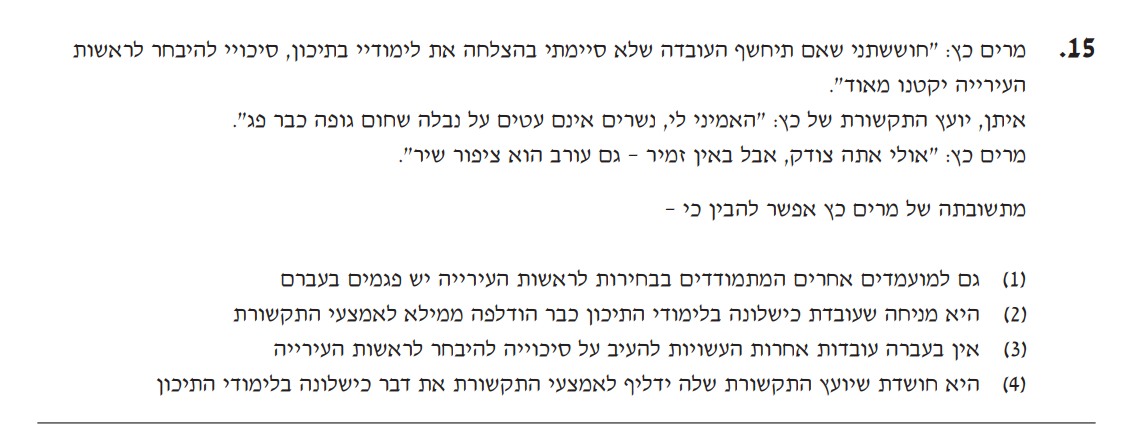 15. מרים כץ: "חוששתני שאם תיחשף העובדה שלא סיימתי בהצלחה את לימודיי בתיכון, סיכויי להיבחר לראשות
העירייה יקטנו מאוד".
איתן, יועץ התקשורת של כץ: "האמיני לי, נשרים אינם עטים על נבלה שחום גופה כבר פג".
מרים כץ: "אולי אתה צודק, אבל באין זמיר – גם עורב הוא ציפור שיר".
מתשובתה של מרים כץ אפשר להבין כי –
(1) גם למועמדים אחרים המתמודדים בבחירות לראשות העירייה יש פגמים בעברם
(2) היא מניחה שעובדת כישלונה בלימודי התיכון כבר הודלפה ממילא לאמצעי התקשורת
(3) אין בעברה עובדות אחרות העשויות להעיב על סיכוייה להיבחר לראשות העירייה
(4) היא חושדת שיועץ התקשורת שלה ידליף לאמצעי התקשורת את דבר כישלונה בלימודי התיכון